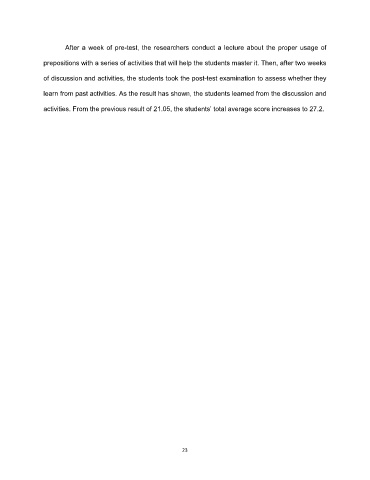 After a week of pre-test, the researchers conduct a lecture about the proper usage of
prepositions with a series of activities that will help the students master it. Then, after two weeks
of discussion and activities, the students took the post-test examination to assess whether they
learn from past activities. As the result has shown, the students learned from the discussion and
activities. From the previous result of 21.05, the students' total average score increases to 27.2.
23